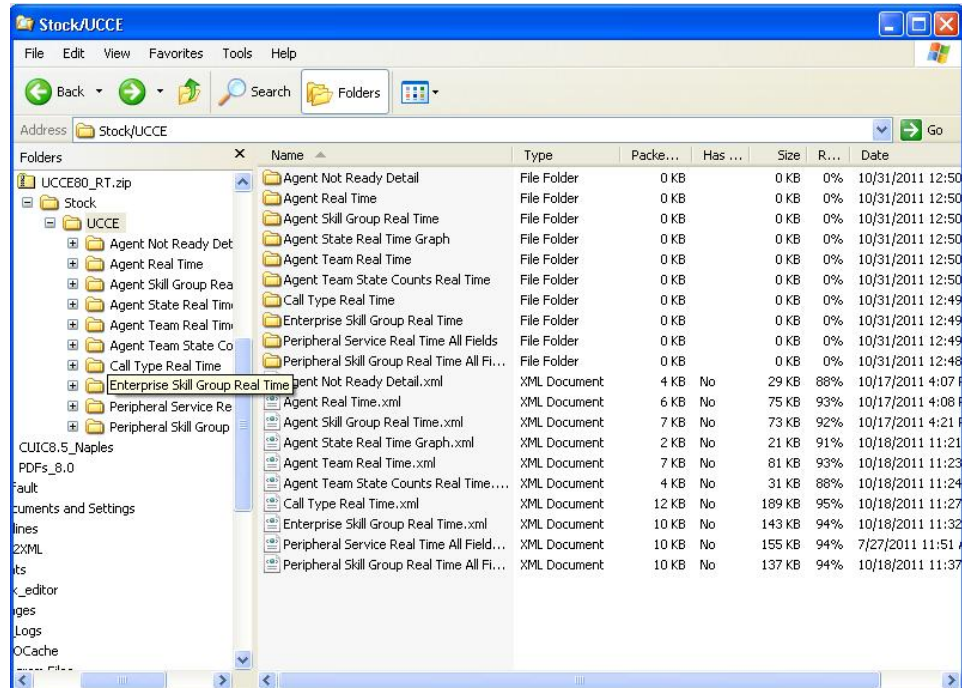 Stock/UCCE
File Edit View Favorites Tools Help
Back Search Folders
Address Stock/UCCE Go
Folders
UCCE80_RT.zip
Stock
UCCE
Agent Not Ready Det
Agent Real Time
Agent Skill Group Rea
Agent State Real Tim
Agent Team Real Tim
Agent Team State Co
Call Type Real Time
Enterprise Skill Group Real Time
Peripheral Service Re
Peripheral Skill Group
CUIC8.5_Naples
PDFs_8.0
fault
cuments and Settings
lines
2XML
ts
k_editor
ges
_Logs
OCache
Name Type Packe... Has ... Size R... Date
Agent Not Ready Detail File Folder 0 KB 0 KB 0% 10/31/2011 12:50
Agent Real Time File Folder 0 KB 0 KB 0% 10/31/2011 12:50
Agent Skill Group Real Time File Folder 0 KB 0 KB 0% 10/31/2011 12:50
Agent State Real Time Graph File Folder 0 KB 0 KB 0% 10/31/2011 12:50
Agent Team Real Time File Folder 0 KB 0 KB 0% 10/31/2011 12:50
Agent Team State Counts Real Time File Folder 0 KB 0 KB 0% 10/31/2011 12:50
Call Type Real Time File Folder 0 KB 0 KB 0% 10/31/2011 12:49
Enterprise Skill Group Real Time File Folder 0 KB 0 KB 0% 10/31/2011 12:49
Peripheral Service Real Time All Fields File Folder 0 KB 0 KB 0% 10/31/2011 12:49
Peripheral Skill Group Real Time All Fi... File Folder 0 KB 0 KB 0% 10/31/2011 12:48
gent Not Ready Detail.xml XML Document 4 KB No 29 KB 88% 10/17/2011 4:07
Agent Real Time.xml XML Document 6 KB No 75 KB 93% 10/17/2011 4:08
Agent Skill Group Real Time.xml XML Document 7 KB No 73 KB 92% 10/17/2011 4:21
Agent State Real Time Graph.xml XML Document 2 KB No 21 KB 91% 10/18/2011 11:21
Agent Team Real Time.xml XML Document 7 KB No 81 KB 93% 10/18/2011 11:23
Agent Team State Counts Real Time.... XML Document 4 KB No 31 KB 88% 10/18/2011 11:24
Call Type Real Time.xml XML Document 12 KB No 189 KB 95% 10/18/2011 11:27
Enterprise Skill Group Real Time.xml XML Document 10 KB No 143 KB 94% 10/18/2011 11:32
Peripheral Service Real Time All Field... XML Document 10 KB No 155 KB 94% 7/27/2011 11:51
Peripheral Skill Group Real Time All Fi... XML Document 10 KB No 137 KB 94% 10/18/2011 11:37